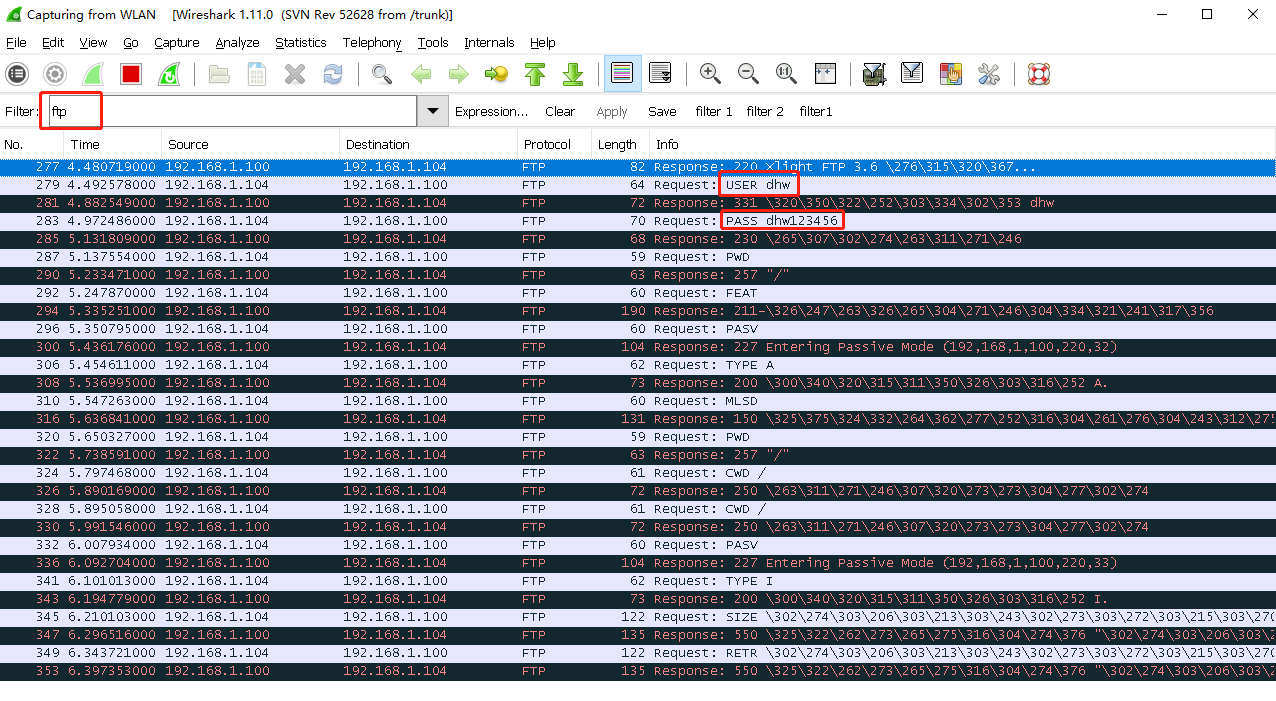 Capturing from WLAN [Wireshark 1.11.0 (SVN Rev 52628 from /trunk)]
File Edit View Go Capture Analyze Statistics Telephony Tools Internals Help
Filter: ftp Expression... Clear Apply Save filter 1 filter 2 filter1
No. Time Source Destination Protocol Length Info
277 4.480719000 192.168.1.100 192.168.1.104 FTP 82 Response: 220 Xlight FTP 3.6 \276\315\320\367...
279 4.492578000 192.168.1.104 192.168.1.100 FTP 64 Request: USER dhw
281 4.882549000 192.168.1.100 192.168.1.104 FTP 72 Response: 331 \320\350\322\252\303\334\302\353 dhw
283 4.972486000 192.168.1.104 192.168.1.100 FTP 70 Request: PASS dhw123456
285 5.131809000 192.168.1.100 192.168.1.104 FTP 68 Response: 230 \265\307\302\274\263\311\271\246
287 5.137554000 192.168.1.104 192.168.1.100 FTP 59 Request: PWD
290 5.233471000 192.168.1.100 192.168.1.104 FTP 63 Response: 257 "/"
292 5.247870000 192.168.1.104 192.168.1.100 FTP 60 Request: FEAT
294 5.335251000 192.168.1.100 192.168.1.104 FTP 190 Response: 211-\326\247\263\326\265\304\271\246\304\334\321\241\317\356
296 5.350795000 192.168.1.104 192.168.1.100 FTP 60 Request: PASV
300 5.436176000 192.168.1.100 192.168.1.104 FTP 104 Response: 227 Entering Passive Mode (192,168,1,100,220,32)
306 5.454611000 192.168.1.104 192.168.1.100 FTP 62 Request: TYPE A
308 5.536995000 192.168.1.100 192.168.1.104 FTP 73 Response: 200 \300\340\320\315\311\350\326\303\316\252 A.
310 5.547263000 192.168.1.104 192.168.1.100 FTP 60 Request: MLSD
316 5.636841000 192.168.1.100 192.168.1.104 FTP 131 Response: 150 \325\375\324\332\264\362\277\252\316\304\261\276\304\243\312\275
320 5.650327000 192.168.1.104 192.168.1.100 FTP 59 Request: PWD
322 5.738591000 192.168.1.100 192.168.1.104 FTP 63 Response: 257 "/"
324 5.797468000 192.168.1.104 192.168.1.100 FTP 61 Request: CWD /
326 5.890169000 192.168.1.100 192.168.1.104 FTP 72 Response: 250 \263\311\271\246\307\320\273\273\304\277\302\274
328 5.895058000 192.168.1.104 192.168.1.100 FTP 61 Request: CWD /
330 5.991546000 192.168.1.100 192.168.1.104 FTP 72 Response: 250 \263\311\271\246\307\320\273\273\304\277\302\274
332 6.007934000 192.168.1.104 192.168.1.100 FTP 60 Request: PASV
336 6.092704000 192.168.1.100 192.168.1.104 FTP 104 Response: 227 Entering Passive Mode (192,168,1,100,220,33)
341 6.101013000 192.168.1.104 192.168.1.100 FTP 62 Request: TYPE I
343 6.194779000 192.168.1.100 192.168.1.104 FTP 73 Response: 200 \300\340\320\315\311\350\326\303\316\252 I.
345 6.210103000 192.168.1.104 192.168.1.100 FTP 122 Request: SIZE \302\274\303\206\303\213\303\243\302\273\303\272\303\215\303\270
347 6.296516000 192.168.1.100 192.168.1.104 FTP 135 Response: 550 \325\322\262\273\265\275\316\304\274\376 "\302\274\303\206\303\2
349 6.343721000 192.168.1.104 192.168.1.100 FTP 122 Request: RETR \302\274\303\206\303\213\303\243\302\273\303\272\303\215\303\270
353 6.397353000 192.168.1.100 192.168.1.104 FTP 135 Response: 550 \325\322\262\273\265\275\316\304\274\376 "\302\274\303\206\303\2